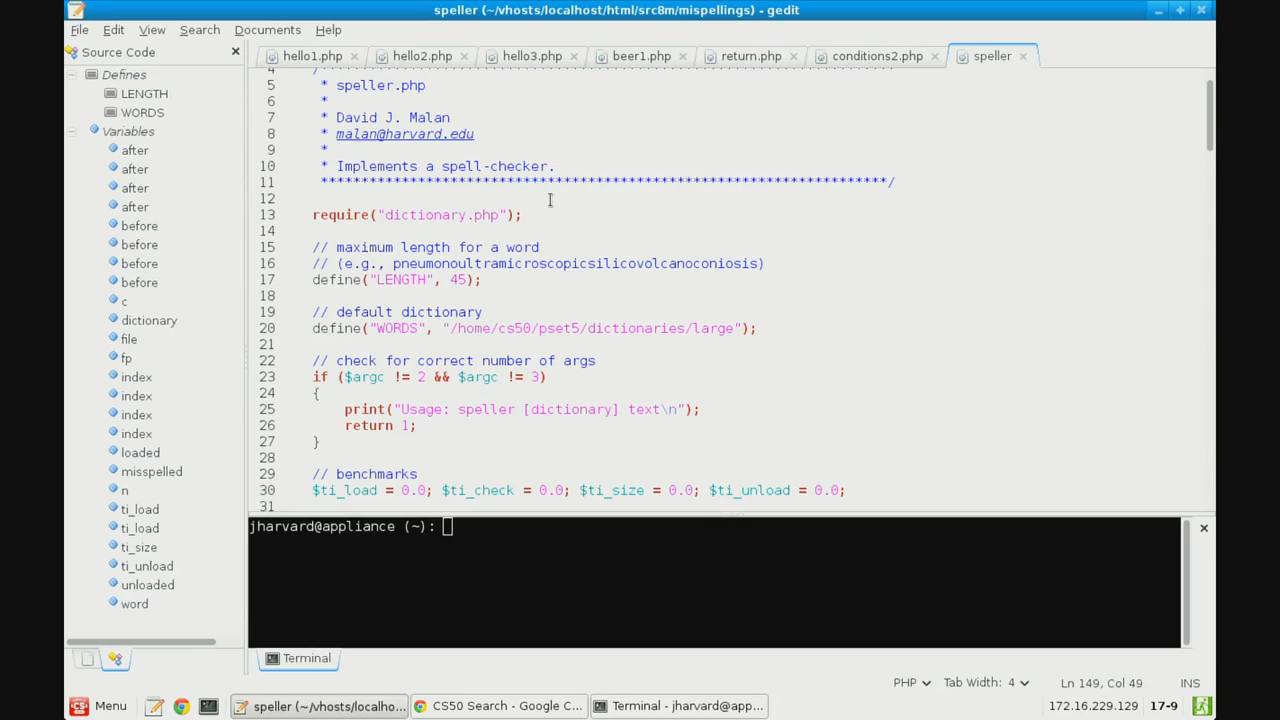 speller (~/vhosts/localhost/html/src8m/mispellings) - gedit
File Edit View Search Documents Help
Source Code
hello1.php hello2.php hello3.php beer1.php return.php conditions2.php speller
Defines
LENGTH
WORDS
Variables
after
after
after
after
before
before
before
before
c
dictionary
file
fp
index
index
index
index
loaded
misspelled
n
ti_load
ti_load
ti_size
ti_unload
unloaded
word
4 /****************************************************************************
5 * speller.php
6 *
7 * David J. Malan
8 * malan@harvard.edu
9 *
10 * Implements a spell-checker.
11 ***********************************************************************/
12
13 require("dictionary.php");
14
15 // maximum length for a word
16 // (e.g., pneumonoultramicroscopicsilicovolcanoconiosis)
17 define("LENGTH", 45);
18
19 // default dictionary
20 define("WORDS", "/home/cs50/pset5/dictionaries/large");
21
22 // check for correct number of args
23 if ($argc != 2 && $argc != 3)
24 {
25 print("Usage: speller [dictionary] text\n");
26 return 1;
27 }
28
29 // benchmarks
30 $ti_load = 0.0; $ti_check = 0.0; $ti_size = 0.0; $ti_unload = 0.0;
31
jharvard@appliance (~):
Terminal
PHP Tab Width: 4 Ln 149, Col 49 INS
Menu speller (~/vhosts/localho... CS50 Search - Google C... Terminal - jharvard@app... 172.16.229.129 17-9